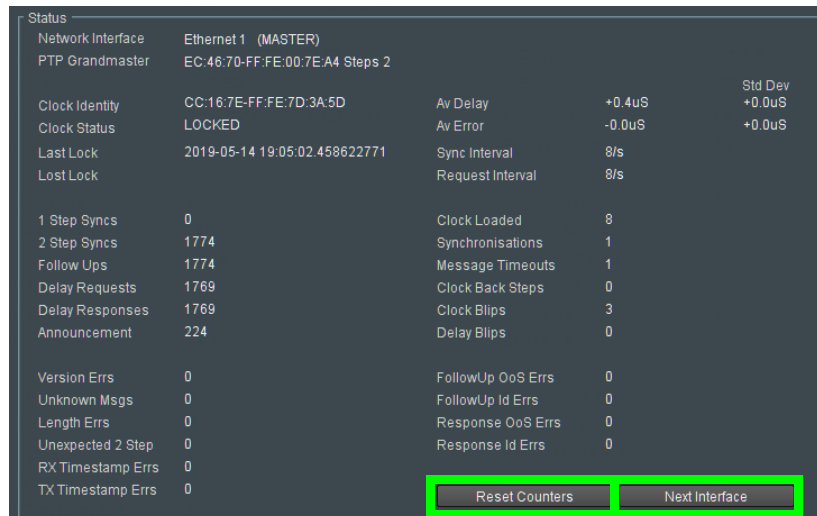 Status
Network Interface Ethernet 1 (MASTER)
PTP Grandmaster EC:46:70-FF:FE:00:7E:A4 Steps 2
Std Dev
Clock Identity CC:16:7E-FF:FE:7D:3A:5D Av Delay +0.4uS +0.0uS
Clock Status LOCKED Av Error -0.0uS +0.0uS
Last Lock 2019-05-14 19:05:02.458622771 Sync Interval 8/s
Lost Lock Request Interval 8/s
1 Step Syncs 0 Clock Loaded 8
2 Step Syncs 1774 Synchronisations 1
Follow Ups 1774 Message Timeouts 1
Delay Requests 1769 Clock Back Steps 0
Delay Responses 1769 Clock Blips 3
Announcement 224 Delay Blips 0
Version Errs 0 FollowUp OoS Errs 0
Unknown Msgs 0 FollowUp Id Errs 0
Length Errs 0 Response OoS Errs 0
Unexpected 2 Step 0 Response Id Errs 0
RX Timestamp Errs 0
TX Timestamp Errs 0 Reset Counters Next Interface